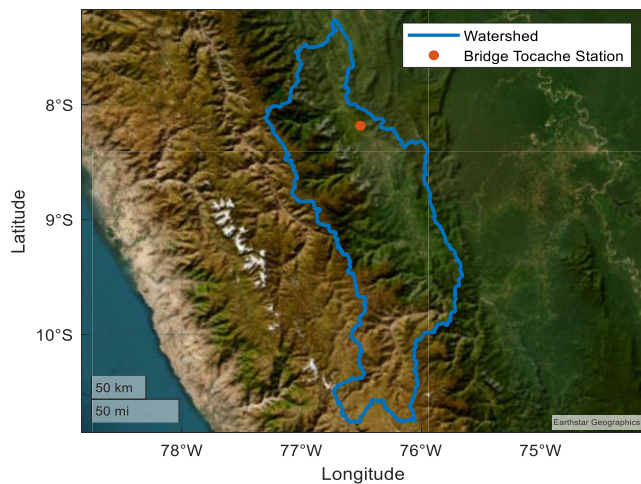 Watershed
Bridge Tocache Station
8°S
9°S
10°S
Latitude
50 km
50 mi
Earthstar Geographics
78°W
77°W
76°W
75°W
Longitude